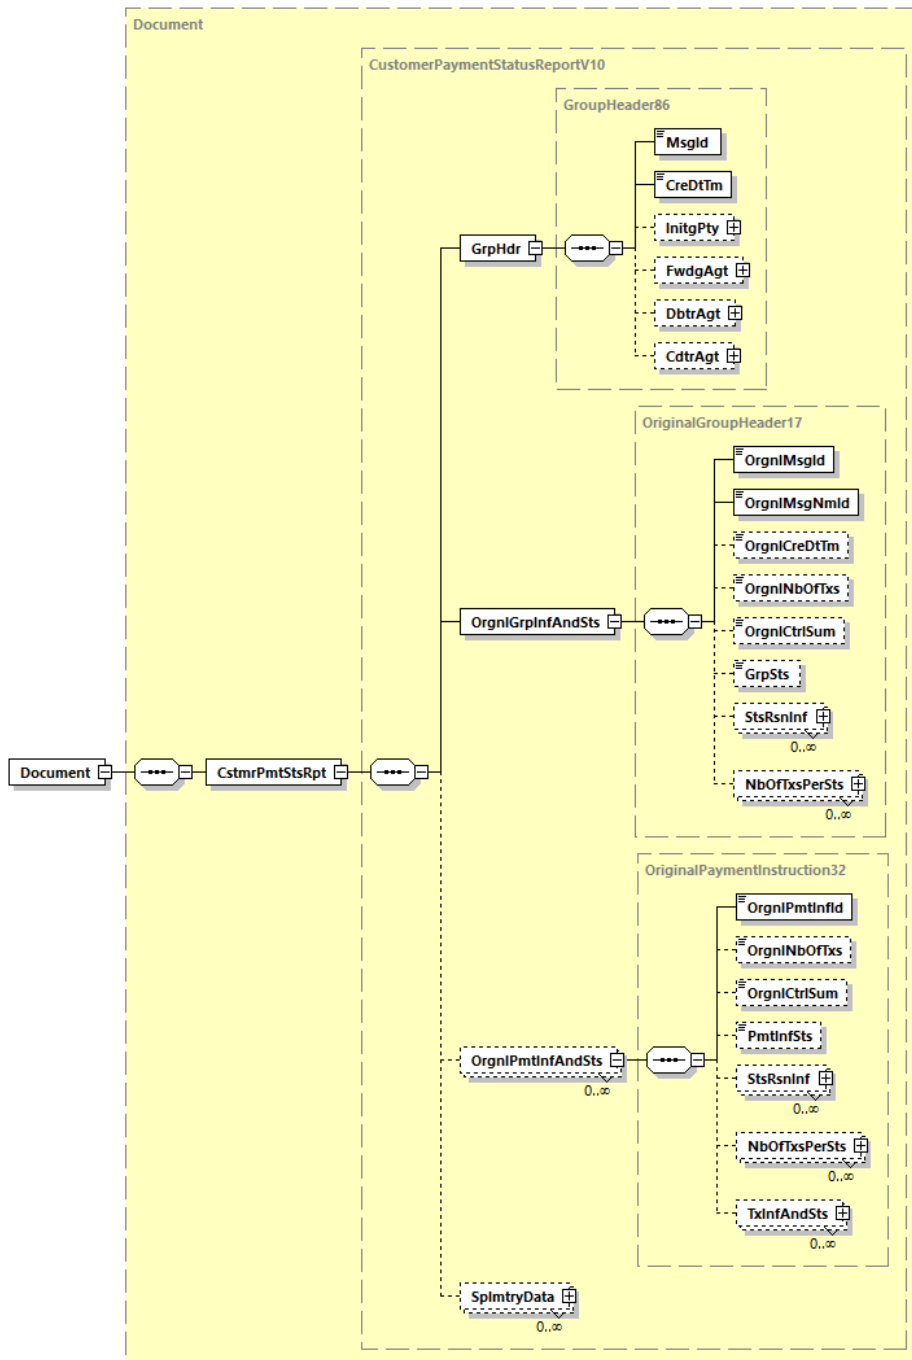 Document
CustomerPaymentStatusReportV10
GroupHeader86
MsgId
CreDtTm
InitgPty
GrpHdr
FwdgAgt
DbtrAgt
CdtrAgt
OriginalGroupHeader17
OrgnlMsgId
OrgnlMsgNmId
OrgnlCreDtTm
OrgnlNbOfTxs
OrgnlGrpInfAndSts
OrgnlCtrlSum
GrpSts
StsRsnInf
0..∞
Document
CstmrPmtStsRpt
NbOfTxsPerSts
0..∞
OriginalPaymentInstruction32
OrgnlPmtInfId
OrgnlNbOfTxs
OrgnlCtrlSum
PmtInfSts
OrgnlPmtInfAndSts
0..∞
StsRsnInf
0..∞
NbOfTxsPerSts
0..∞
TxInfAndSts
0..∞
SplmtryData
0..∞